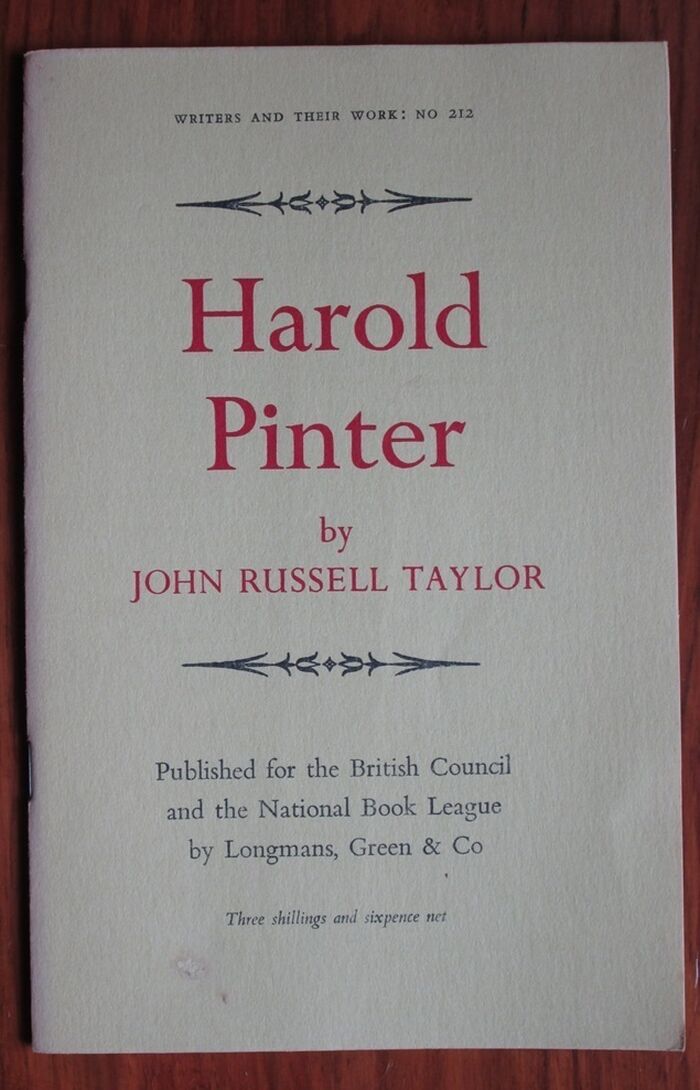 WRITERS AND THEIR WORK: NO 212
Harold
Pinter
by
JOHN RUSSELL TAYLOR
Published for the British Council
and the National Book League
by Longmans, Green & Co
Three shillings and sixpence net